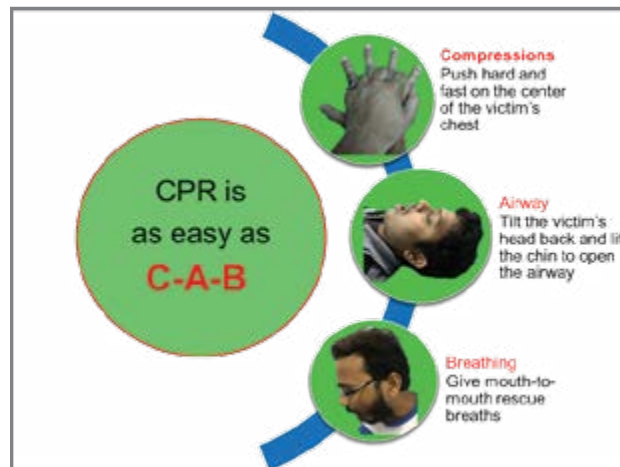 CPR is
as easy as
C-A-B
Compressions
Push hard and
fast on the center
of the victim's
chest
Airway
Tilt the victim's
head back and li
the chin to open
the airway
Breathing
Give mouth-to-
mouth rescue
breaths